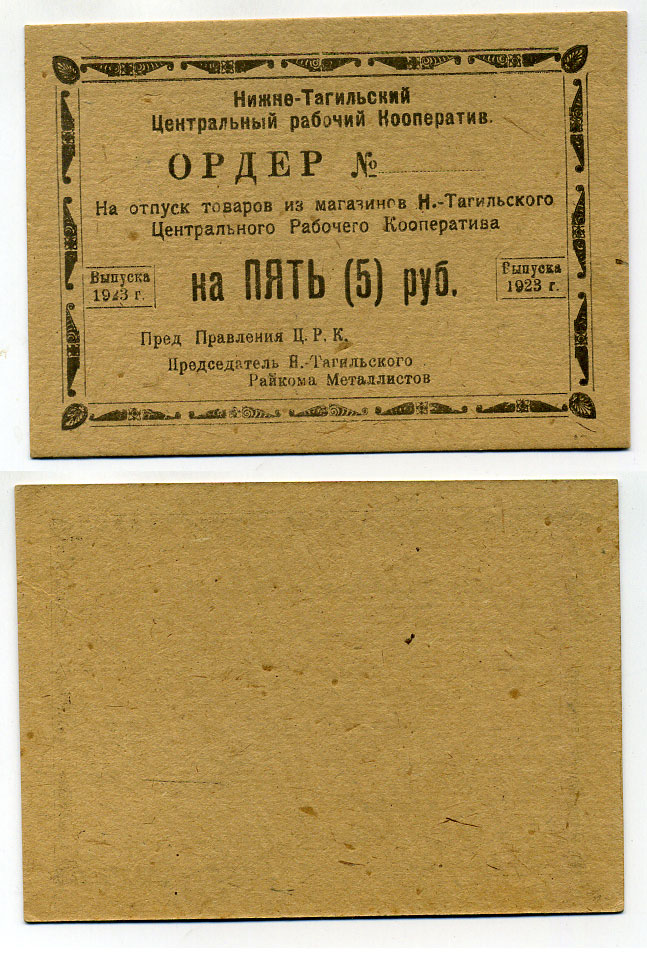 Нижне-Тагильский
Центральный рабочий Кооператив.
ОРДЕР №
На отпуск товаров из магазинов Н.-Тагильского
Центрального Рабочего Кооператива
Выпуска
1923 г.
на ПЯТЬ (5) руб.
Выпуска
1923 г.
Пред Правления Ц. Р. К.
Председатель Н.-Тагильского
Райкома Металлистов